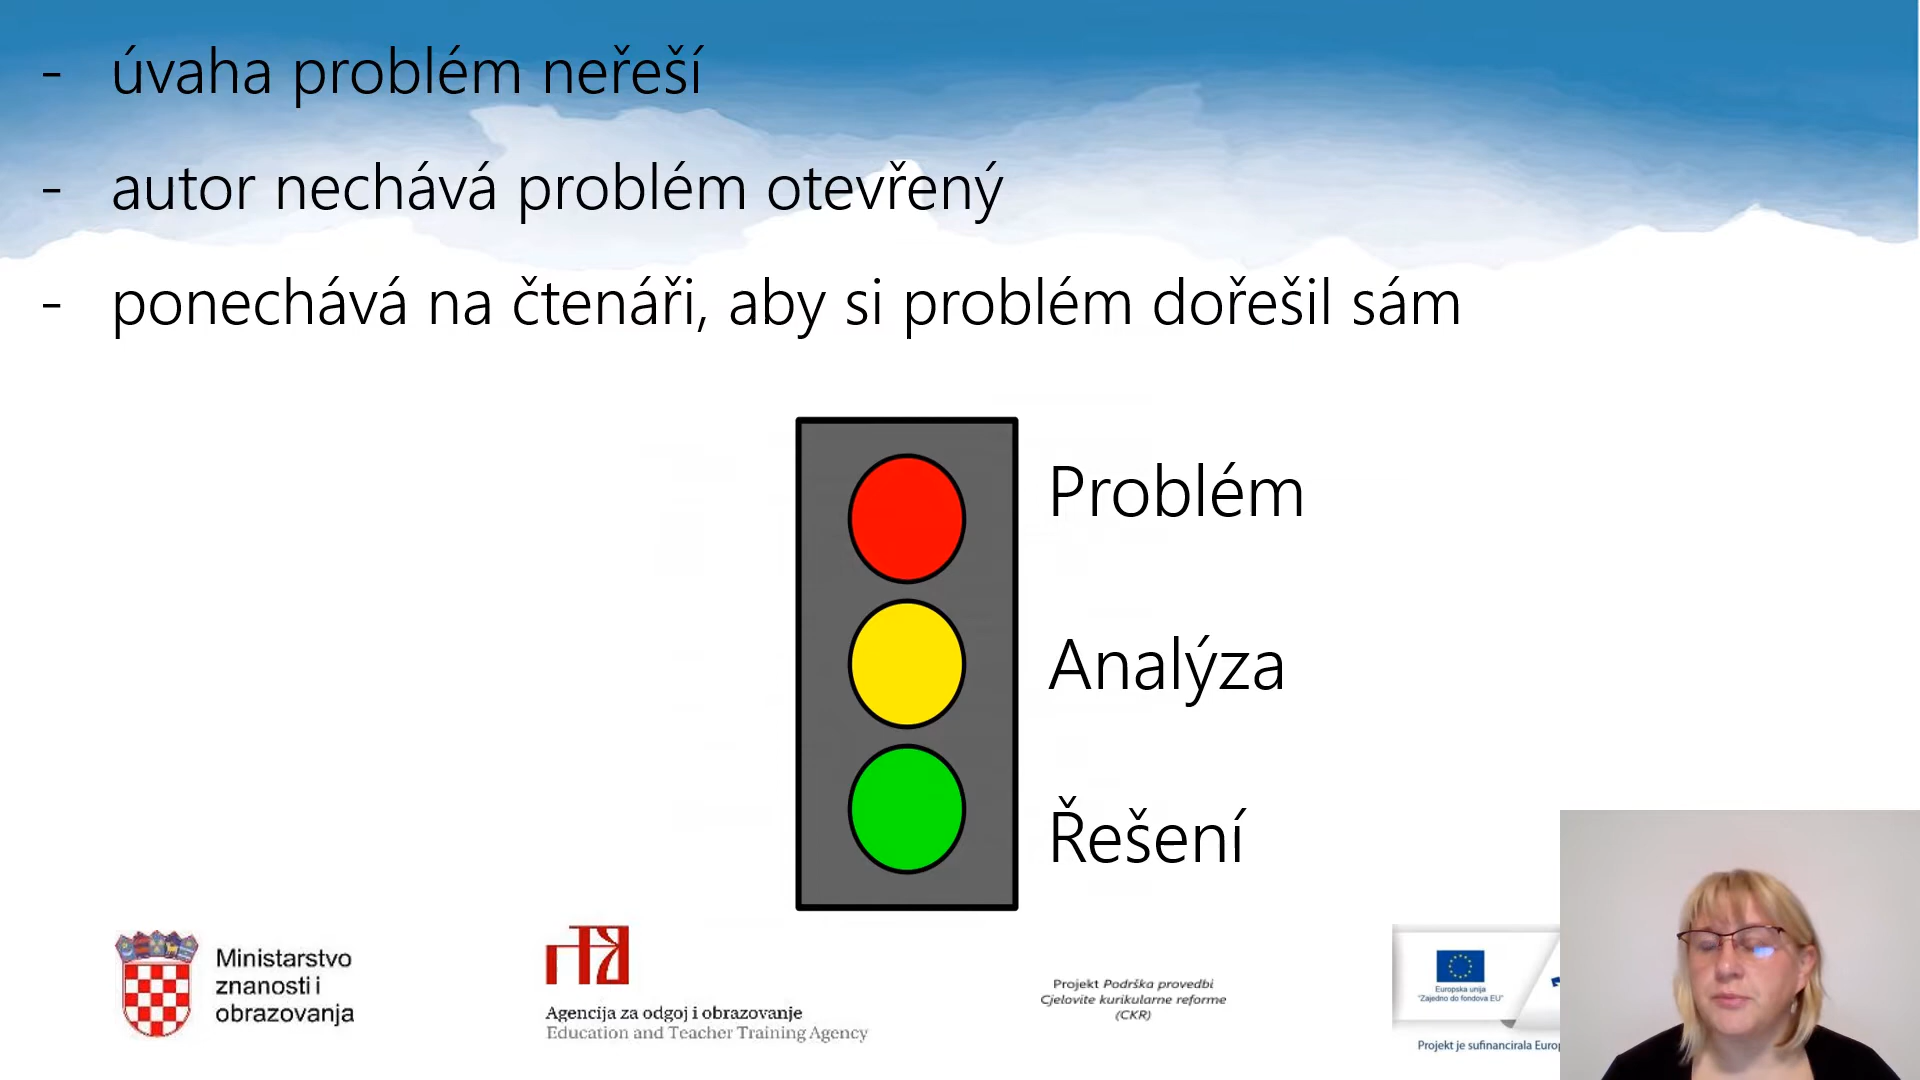 - úvaha problém neřeší
- autor nechává problém otevřený
- ponechává na čtenáři, aby si problém dořešil sám
Problém
Analýza
Řešení
Ministarstvo
znanosti i
obrazovanja
Agencija za odgoj i obrazovanje
Education and Teacher Training Agency
Projekt Podrška provedbi
Cjelovite kurikularne reforme
(CKR)
Europska unija
"Zajedno do fondova EU"
Projekt je sufinancirala